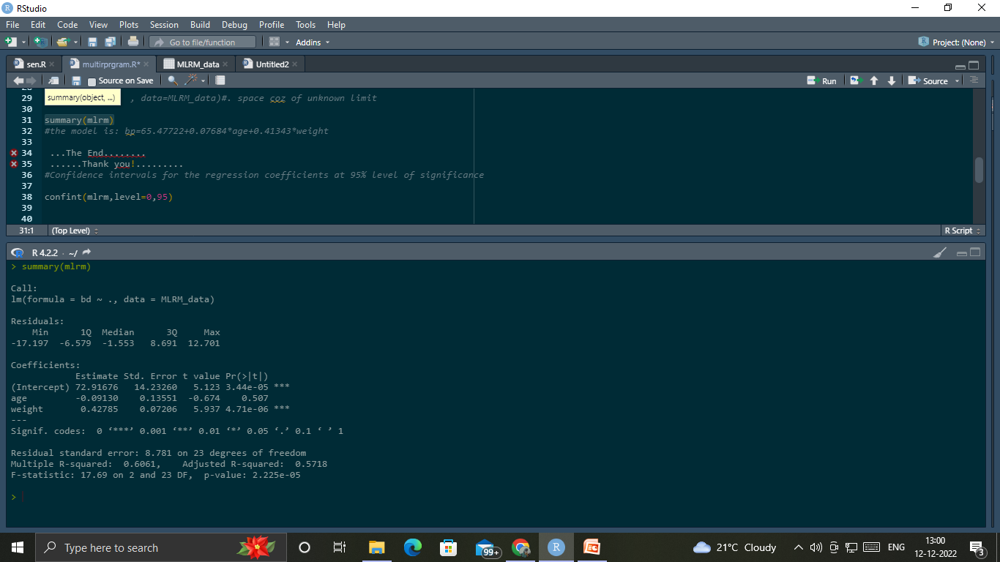 RStudio
File Edit Code View Plots Session Build Debug Profile Tools Help
Go to file/function Addins Project: (None)
sen.R multirprgram.R* MLRM_data Untitled2
Source on Save Run Source
29 summary(object, ...) , data=MLRM_data)#. space coz of unknown limit
30
31 summary(mlrm)
32 #the model is: bp=65.47722+0.07684*age+0.41343*weight
33
34 ...The End........
35 ......Thank you!.........
36 #Confidence intervals for the regression coefficients at 95% level of significance
37
38 confint(mlrm,level=0,95)
39
40
31:1 (Top Level) R Script
R 4.2.2 · ~/
> summary(mlrm)
Call:
lm(formula = bd ~ ., data = MLRM_data)
Residuals:
Min 1Q Median 3Q Max
-17.197 -6.579 -1.553 8.691 12.701
Coefficients:
Estimate Std. Error t value Pr(>|t|)
(Intercept) 72.91676 14.23260 5.123 3.44e-05 ***
age -0.09130 0.13551 -0.674 0.507
weight 0.42785 0.07206 5.937 4.71e-06 ***
---
Signif. codes: 0 ‘***’ 0.001 ‘**’ 0.01 ‘*’ 0.05 ‘.’ 0.1 ‘ ’ 1
Residual standard error: 8.781 on 23 degrees of freedom
Multiple R-squared: 0.6061, Adjusted R-squared: 0.5718
F-statistic: 17.69 on 2 and 23 DF, p-value: 2.225e-05
>
Type here to search 99+ R 21°C Cloudy ENG 13:00
12-12-2022 3